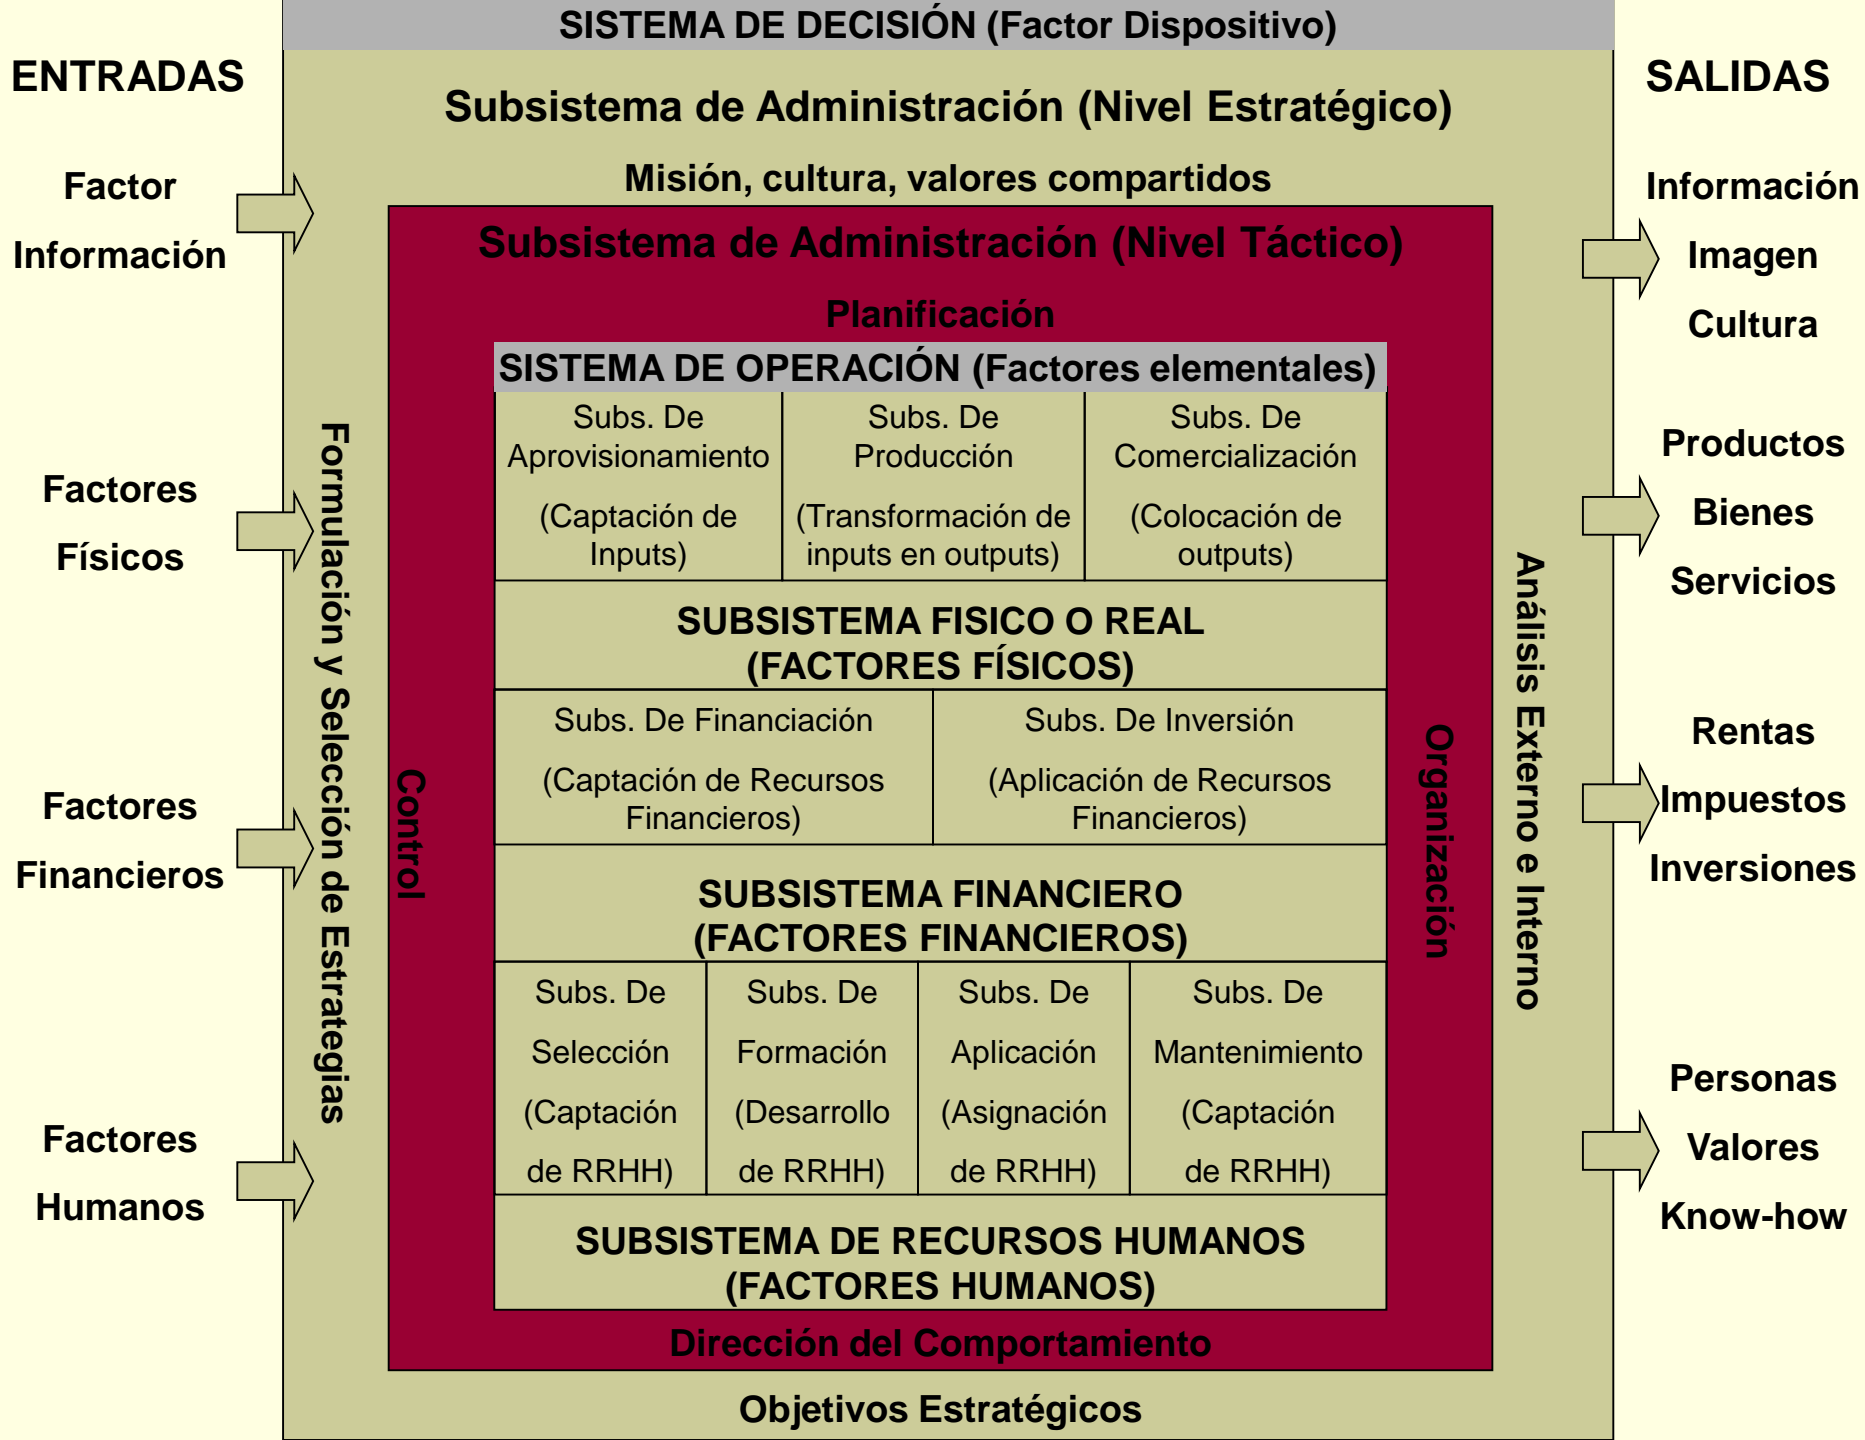 SISTEMA DE DECISIÓN (Factor Dispositivo)
ENTRADAS
Factor
Información
Factores
Físicos
Factores
Financieros
Factores
Humanos
Subsistema de Administración (Nivel Estratégico)
Misión, cultura, valores compartidos
Formulación y Selección de Estrategias
Subsistema de Administración (Nivel Táctico)
Planificación
Control
SISTEMA DE OPERACIÓN (Factores elementales)
Subs. De
Aprovisionamiento
(Captación de
Inputs)
Subs. De
Producción
(Transformación de
inputs en outputs)
Subs. De
Comercialización
(Colocación de
outputs)
SUBSISTEMA FISICO O REAL
(FACTORES FÍSICOS)
Subs. De Financiación
(Captación de Recursos
Financieros)
Subs. De Inversión
(Aplicación de Recursos
Financieros)
SUBSISTEMA FINANCIERO
(FACTORES FINANCIEROS)
Subs. De
Selección
(Captación
de RRHH)
Subs. De
Formación
(Desarrollo
de RRHH)
Subs. De
Aplicación
(Asignación
de RRHH)
Subs. De
Mantenimiento
(Captación
de RRHH)
SUBSISTEMA DE RECURSOS HUMANOS
(FACTORES HUMANOS)
Organización
Dirección del Comportamiento
Análisis Externo e Interno
Objetivos Estratégicos
SALIDAS
Información
Imagen
Cultura
Productos
Bienes
Servicios
Rentas
Impuestos
Inversiones
Personas
Valores
Know-how